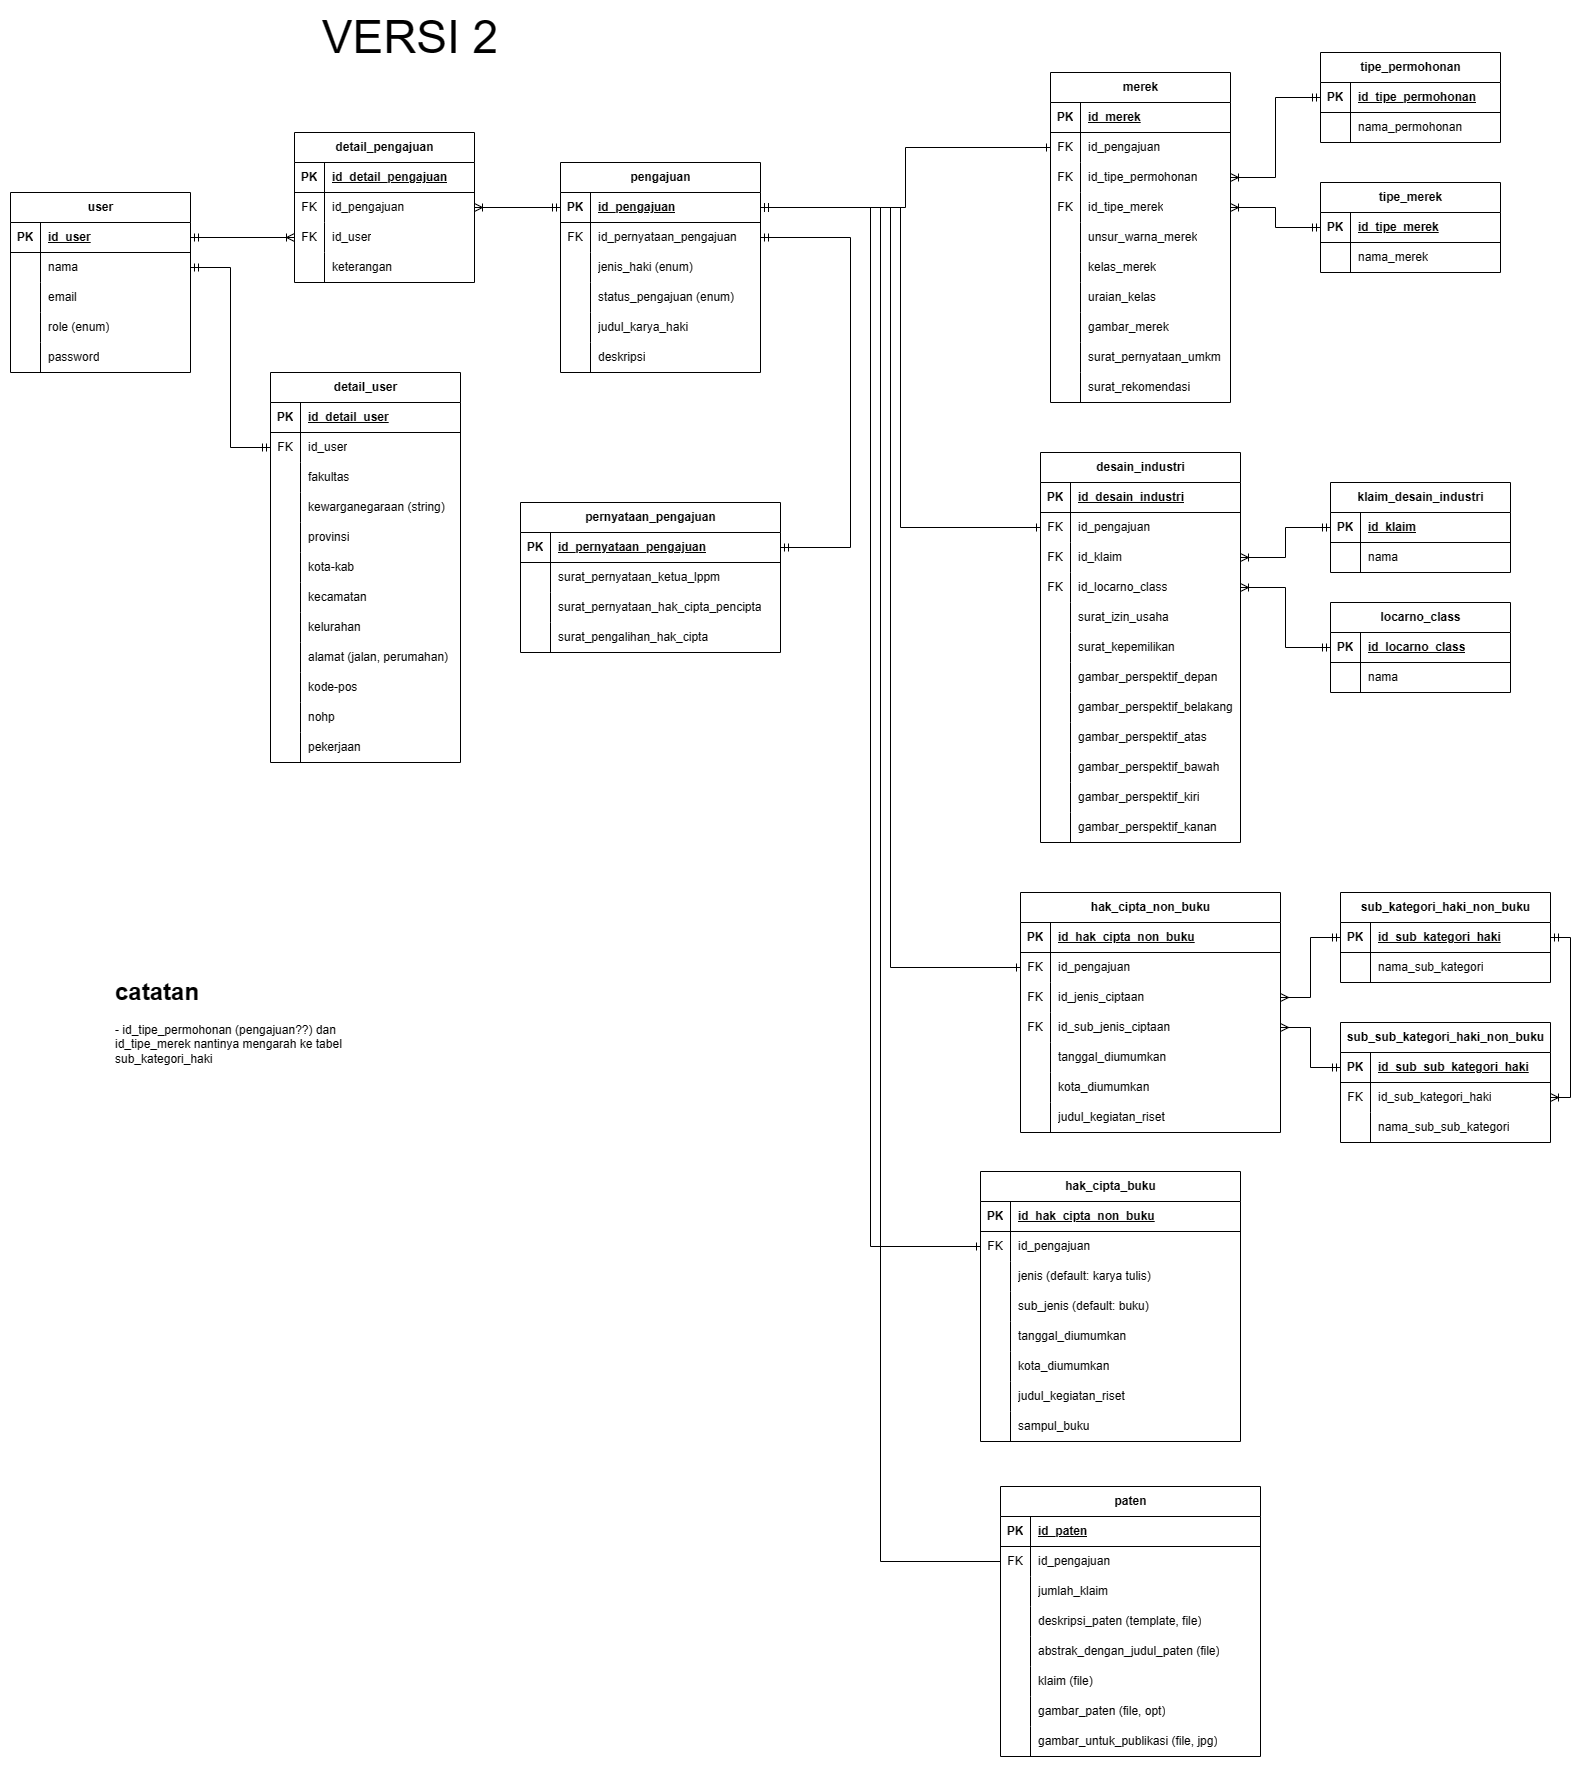 VERSI 2
user
PK id_user
nama
email
role (enum)
password
detail_pengajuan
PK id_detail_pengajuan
FK id_pengajuan
FK id_user
keterangan
detail_user
PK id_detail_user
FK id_user
fakultas
kewarganegaraan (string)
provinsi
kota-kab
kecamatan
kelurahan
alamat (jalan, perumahan)
kode-pos
nohp
pekerjaan
pengajuan
PK id_pengajuan
FK id_pernyataan_pengajuan
jenis_haki (enum)
status_pengajuan (enum)
judul_karya_haki
deskripsi
pernyataan_pengajuan
PK id_pernyataan_pengajuan
surat_pernyataan_ketua_lppm
surat_pernyataan_hak_cipta_pencipta
surat_pengalihan_hak_cipta
merek
PK id_merek
FK id_pengajuan
FK id_tipe_permohonan
FK id_tipe_merek
unsur_warna_merek
kelas_merek
uraian_kelas
gambar_merek
surat_pernyataan_umkm
surat_rekomendasi
tipe_permohonan
PK id_tipe_permohonan
nama_permohonan
tipe_merek
PK id_tipe_merek
nama_merek
desain_industri
PK id_desain_industri
FK id_pengajuan
FK id_klaim
FK id_locarno_class
surat_izin_usaha
surat_kepemilikan
gambar_perspektif_depan
gambar_perspektif_belakang
gambar_perspektif_atas
gambar_perspektif_bawah
gambar_perspektif_kiri
gambar_perspektif_kanan
klaim_desain_industri
PK id_klaim
nama
locarno_class
PK id_locarno_class
nama
hak_cipta_non_buku
PK id_hak_cipta_non_buku
FK id_pengajuan
FK id_jenis_ciptaan
FK id_sub_jenis_ciptaan
tanggal_diumumkan
kota_diumumkan
judul_kegiatan_riset
sub_kategori_haki_non_buku
PK id_sub_kategori_haki
nama_sub_kategori
sub_sub_kategori_haki_non_buku
PK id_sub_sub_kategori_haki
FK id_sub_kategori_haki
nama_sub_sub_kategori
catatan
- id_tipe_permohonan (pengajuan??) dan
id_tipe_merek nantinya mengarah ke tabel
sub_kategori_haki
hak_cipta_buku
PK id_hak_cipta_non_buku
FK id_pengajuan
jenis (default: karya tulis)
sub_jenis (default: buku)
tanggal_diumumkan
kota_diumumkan
judul_kegiatan_riset
sampul_buku
paten
PK id_paten
FK id_pengajuan
jumlah_klaim
deskripsi_paten (template, file)
abstrak_dengan_judul_paten (file)
klaim (file)
gambar_paten (file, opt)
gambar_untuk_publikasi (file, jpg)